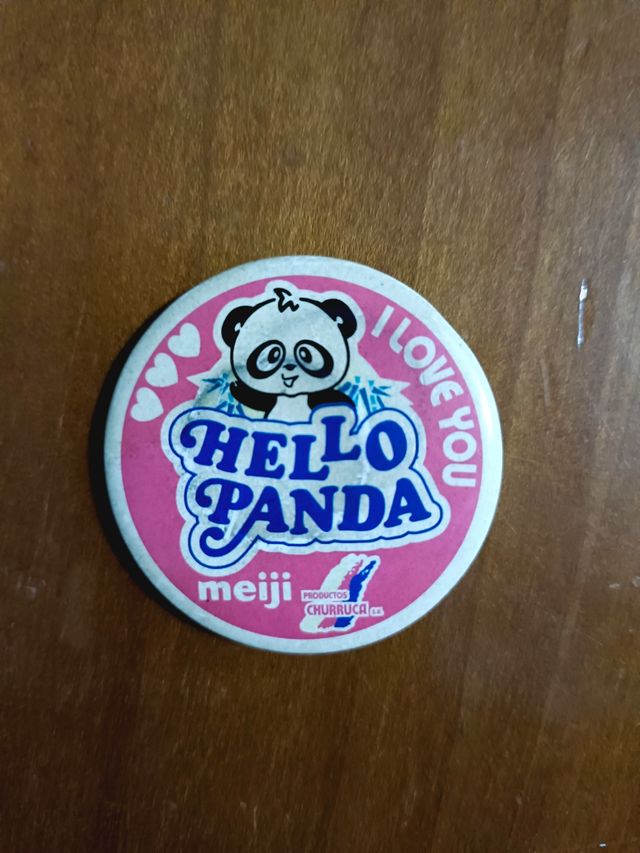 I LOVE YOU
HELLO
PANDA
meiji
PRODUCTOS
CHURRUCA S.A.